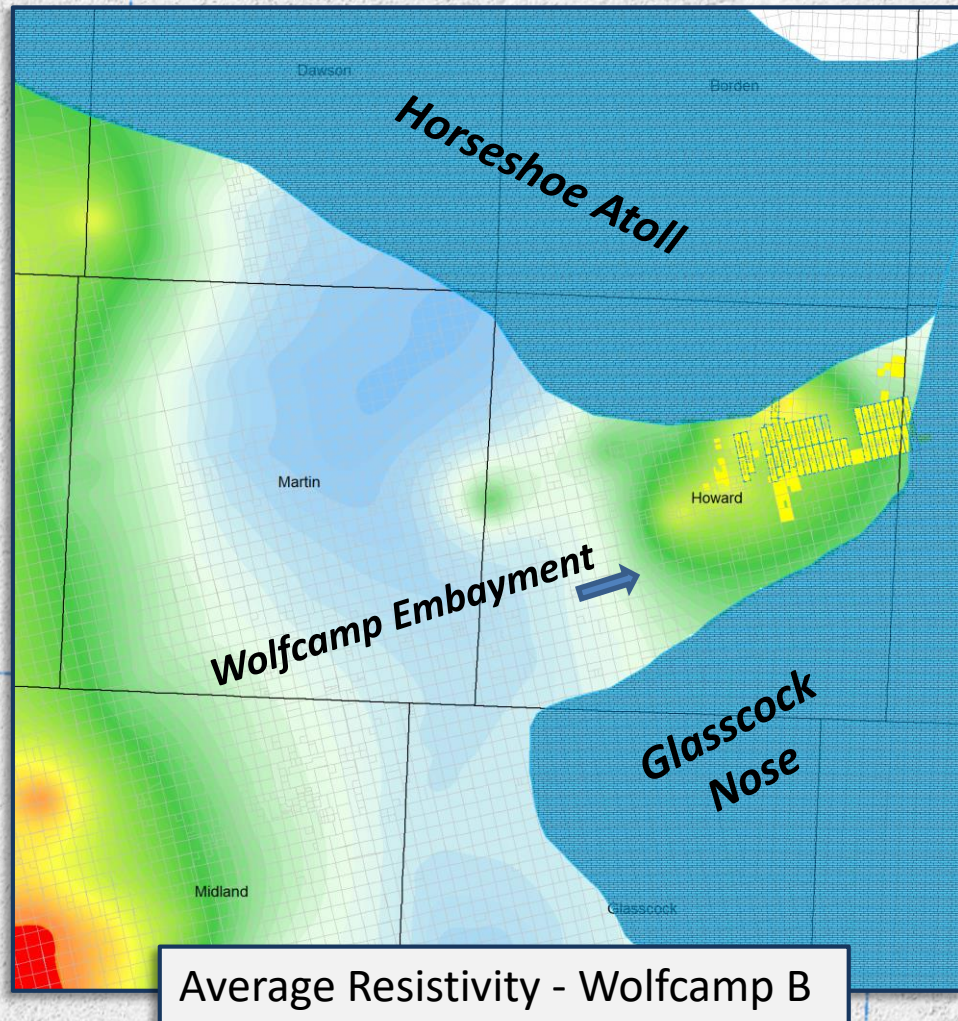 Dawson
Borden
Horseshoe Atoll
Martin
Howard
Wolfcamp Embayment
Glasscock
Nose
Midland
Glasscock
Average Resistivity - Wolfcamp B